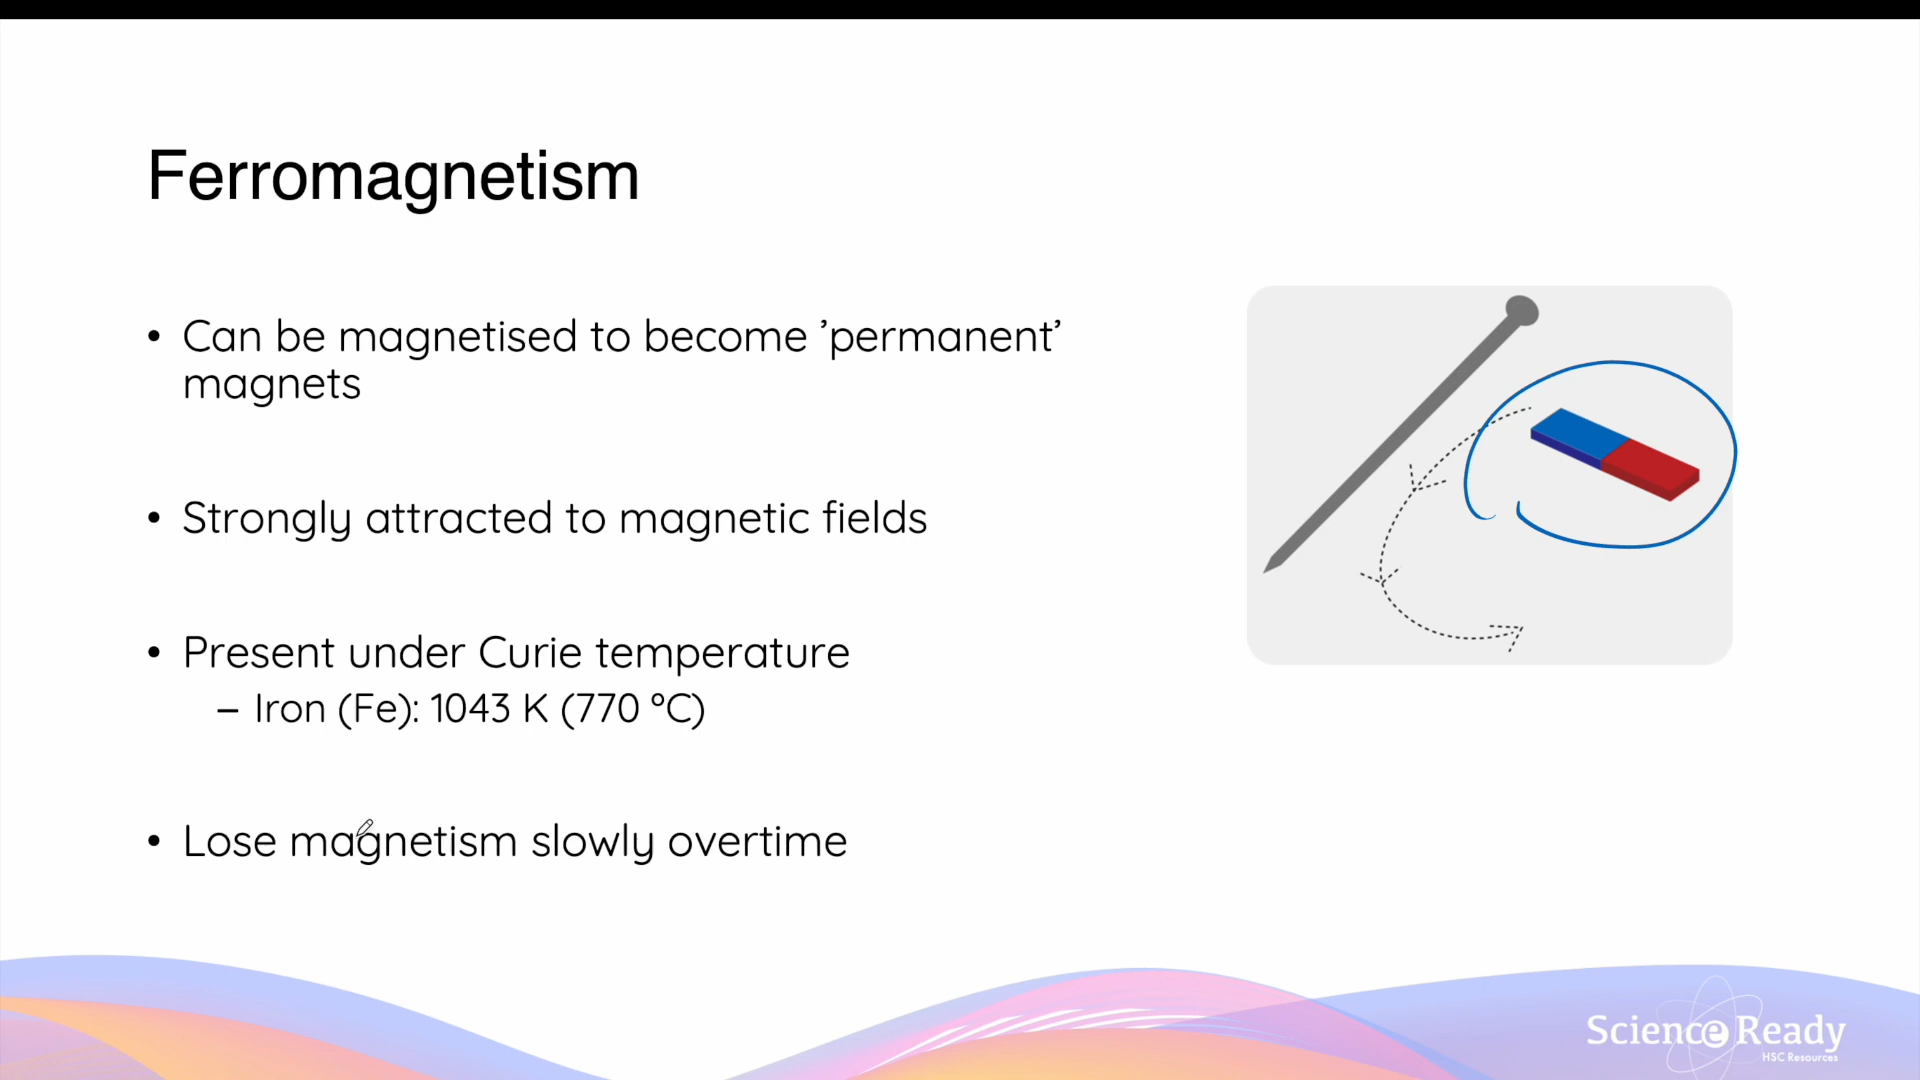 Ferromagnetism
• Can be magnetised to become ’permanent’
magnets
• Strongly attracted to magnetic fields
• Present under Curie temperature
– Iron (Fe): 1043 K (770 °C)
• Lose magnetism slowly overtime
Science Ready
HSC Resources